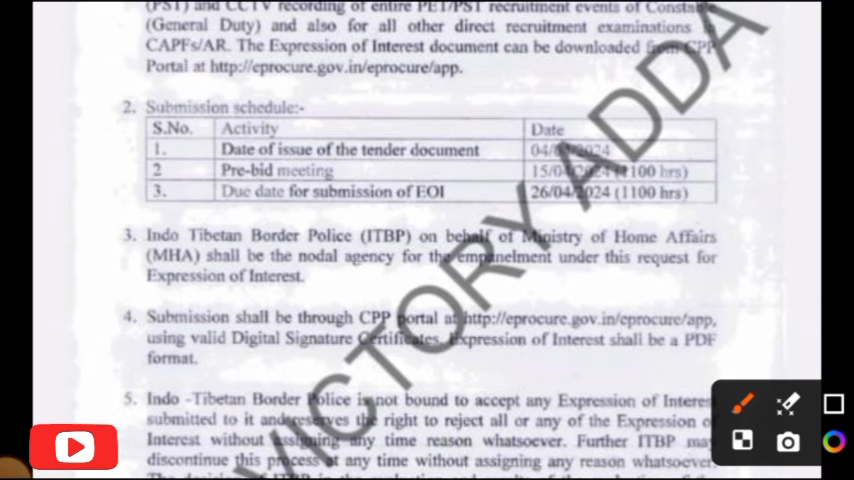 (PST) and CCTV recording of entire PET/PST recruitment events of Constable
(General Duty) and also for all other direct recruitment examinations in
CAPFs/AR. The Expression of Interest document can be downloaded from CPP
Portal at http://eprocure.gov.in/eprocure/app.
2. Submission schedule:-
S.No. Activity Date
1. Date of issue of the tender document
2 Pre-bid meeting 15/04/2024 (1100 hrs)
3. Due date for submission of EOI 26/04/2024 (1100 hrs)
3. Indo Tibetan Border Police (ITBP) on behalf of Ministry of Home Affairs
(MHA) shall be the nodal agency for the empanelment under this request for
Expression of Interest.
4. Submission shall be through CPP portal at http://eprocure.gov.in/eprocure/app,
using valid Digital Signature Certificates. Expression of Interest shall be a PDF
format.
5. Indo -Tibetan Border Police is not bound to accept any Expression of Interest
submitted to it and reserves the right to reject all or any of the Expression of
Interest without assigning any time reason whatsoever. Further ITBP may
discontinue this process at any time without assigning any reason whatsoever.
VICTORY ADDA